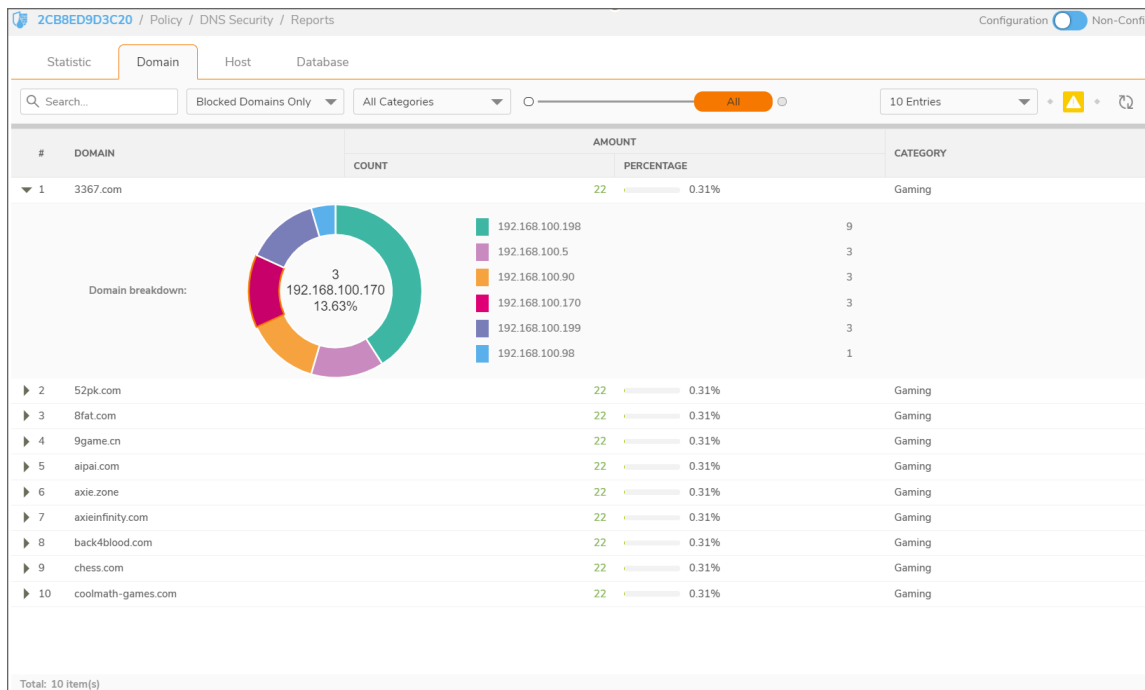 2CB8ED9D3C20 / Policy / DNS Security / Reports
Configuration Non-Confi
Statistic Domain Host Database
Search... Blocked Domains Only All Categories All 10 Entries
# DOMAIN AMOUNT CATEGORY
COUNT PERCENTAGE
1 3367.com 22 0.31% Gaming
Domain breakdown:
3
192.168.100.170
13.63%
192.168.100.198 9
192.168.100.5 3
192.168.100.90 3
192.168.100.170 3
192.168.100.199 3
192.168.100.98 1
2 52pk.com 22 0.31% Gaming
3 8fat.com 22 0.31% Gaming
4 9game.cn 22 0.31% Gaming
5 aipai.com 22 0.31% Gaming
6 axie.zone 22 0.31% Gaming
7 axieinfinity.com 22 0.31% Gaming
8 back4blood.com 22 0.31% Gaming
9 chess.com 22 0.31% Gaming
10 coolmath-games.com 22 0.31% Gaming
Total: 10 item(s)